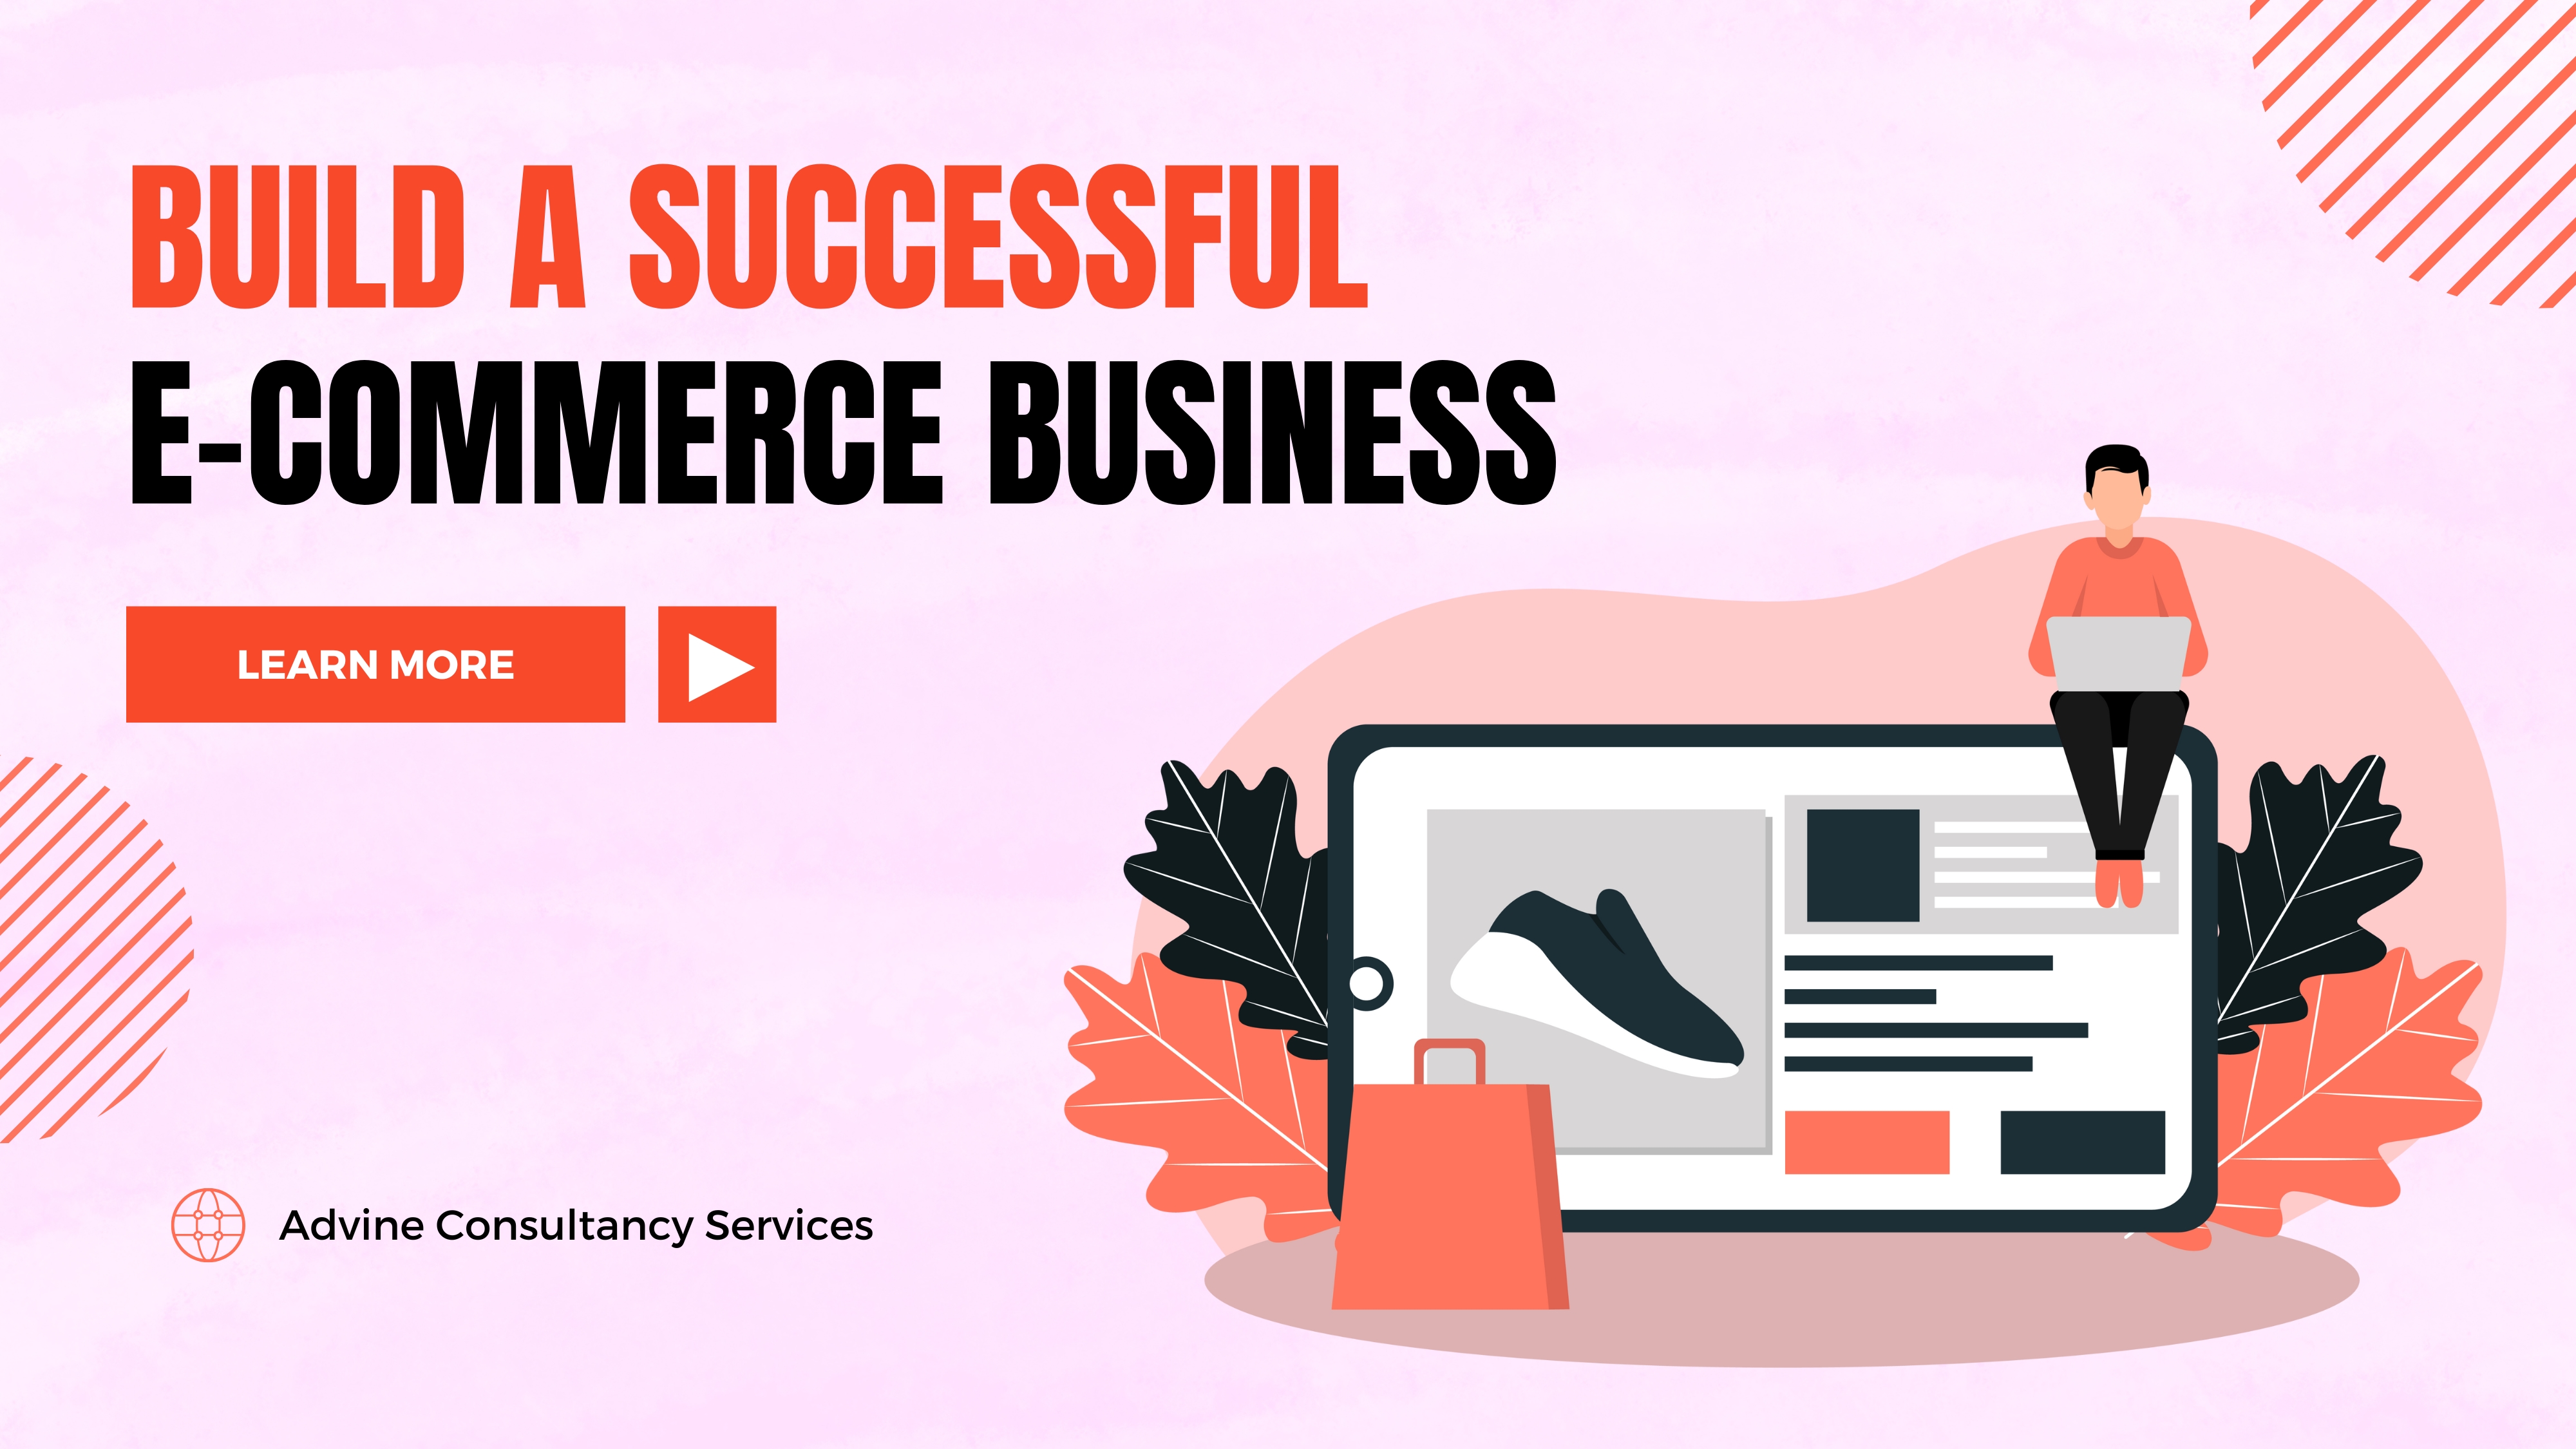 BUILD A SUCCESSFUL
E-COMMERCE BUSINESS
LEARN MORE
Advine Consultancy Services